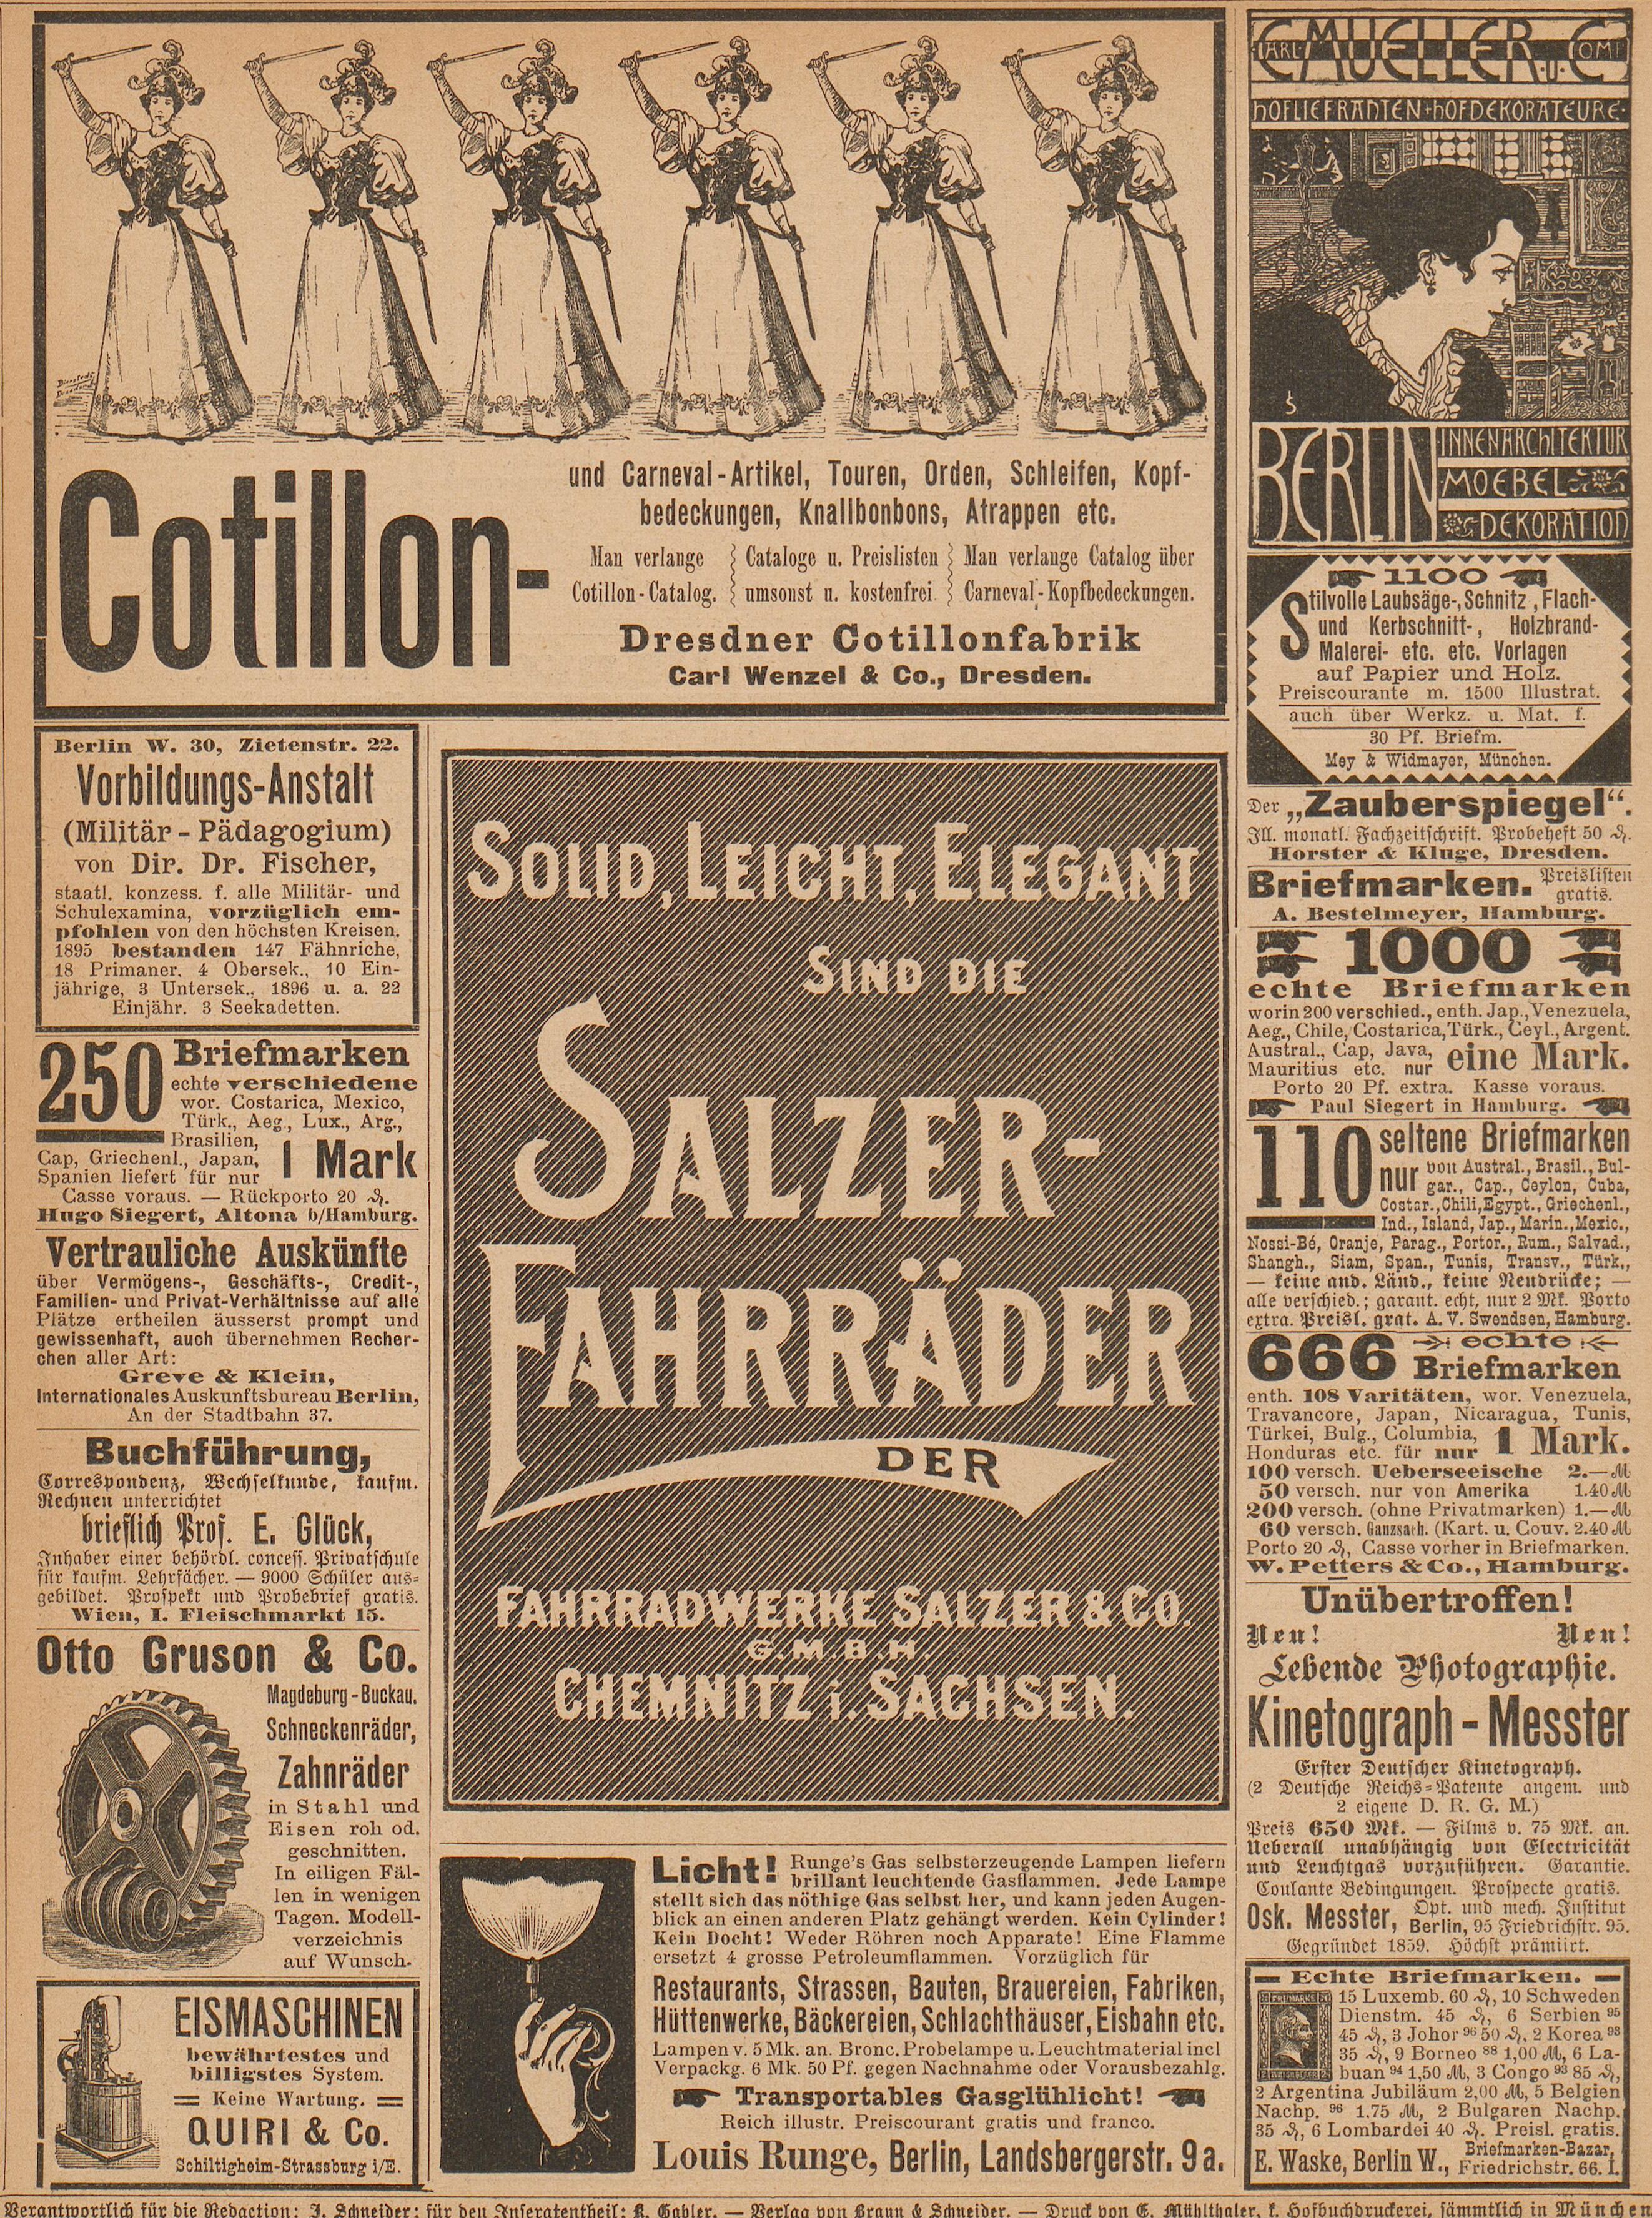 Cotillon-
und Carneval-Artikel, Touren, Orden, Schleifen, Kopf-
bedeckungen, Knallbonbons, Atrappen etc.
Man verlange
Cotillon-Catalog.
Cataloge u. Preislisten
umsonst u. kostenfrei.
Man verlange Catalog über
Carneval-Kopfbedeckungen.
Dresdner Cotillonfabrik
Carl Wenzel & Co., Dresden.
Berlin W. 30, Zietenstr. 22.
Vorbildungs-Anstalt
(Militär-Pädagogium)
von Dir. Dr. Fischer,
staatl. konzess. f. alle Militär- und
Schulexamina, vorzüglich em-
pfohlen von den höchsten Kreisen.
1895 bestanden 147 Fähnriche,
18 Primaner. 4 Obersek., 10 Ein-
jährige, 3 Untersek., 1896 u. a. 22
Einjähr. 3 Seekadetten.
250 Briefmarken
echte verschiedene
wor. Costarica, Mexico,
Türk., Aeg., Lux., Arg.,
Brasilien,
Cap, Griechenl., Japan,
Spanien liefert für nur
1 Mark
Casse voraus. — Rückporto 20 ₰.
Hugo Siegert, Altona b/Hamburg.
Vertrauliche Auskünfte
über Vermögens-, Geschäfts-, Credit-,
Familien- und Privat-Verhältnisse auf alle
Plätze ertheilen äusserst prompt und
gewissenhaft, auch übernehmen Recher-
chen aller Art:
Greve & Klein,
Internationales Auskunftsbureau Berlin,
An der Stadtbahn 37.
Buchführung,
Correspondenz, Wechselkunde, kaufm.
Rechnen unterrichtet
brieflich Prof. E. Glück,
Inhaber einer behördl. concess. Privatschule
für kaufm. Lehrfächer. — 9000 Schüler aus-
gebildet. Prospekt und Probebrief gratis.
Wien, I. Fleischmarkt 15.
Otto Gruson & Co.
Magdeburg-Buckau.
Schneckenräder,
Zahnräder
in Stahl und
Eisen roh od.
geschnitten.
In eiligen Fäl-
len in wenigen
Tagen. Modell-
verzeichnis
auf Wunsch.
EISMASCHINEN
bewährtestes und
billigstes System.
Keine Wartung.
QUIRI & Co.
Schiltigheim-Strassburg i/E.
SOLID, LEICHT, ELEGANT
SIND DIE
SALZER-
FAHRRÄDER
DER
FAHRRADWERKE SALZER & CO.
G.M.B.H.
CHEMNITZ i. SACHSEN.
Licht! Runge's Gas selbsterzeugende Lampen liefern
brillant leuchtende Gasflammen. Jede Lampe
stellt sich das nöthige Gas selbst her, und kann jeden Augen-
blick an einen anderen Platz gehängt werden. Kein Cylinder!
Kein Docht! Weder Röhren noch Apparate! Eine Flamme
ersetzt 4 grosse Petroleumflammen. Vorzüglich für
Restaurants, Strassen, Bauten, Brauereien, Fabriken,
Hüttenwerke, Bäckereien, Schlachthäuser, Eisbahn etc.
Lampen v. 5 Mk. an. Bronc. Probelampe u. Leuchtmaterial incl
Verpackg. 6 Mk. 50 Pf. gegen Nachnahme oder Vorausbezahlg.
Transportables Gasglühlicht!
Reich illustr. Preiscourant gratis und franco.
Louis Runge, Berlin, Landsbergerstr. 9a.
CARL MUELLER U. COMP
HOFLIEFRANTEN + HOFDEKORATEURE
BERLIN
INNENARCHITEKTUR
MOEBEL
DEKORATION
1100
Stilvolle Laubsäge-, Schnitz, Flach-
und Kerbschnitt-, Holzbrand-
Malerei- etc. etc. Vorlagen
auf Papier und Holz.
Preiscourante m. 1500 Illustrat.
auch über Werkz. u. Mat. f.
30 Pf. Briefm.
Mey & Widmayer, München.
Der „Zauberspiegel“.
Ill. monatl. Fachzeitschrift. Probeheft 50 ₰.
Horster & Kluge, Dresden.
Briefmarken. Preislisten
gratis.
A. Bestelmeyer, Hamburg.
1000
echte Briefmarken
worin 200 verschied., enth. Jap., Venezuela,
Aeg., Chile, Costarica, Türk., Ceyl., Argent.
Austral., Cap, Java,
Mauritius etc. nur
eine Mark.
Porto 20 Pf. extra. Kasse voraus.
Paul Siegert in Hamburg.
110 seltene Briefmarken
nur von Austral., Brasil., Bul-
gar., Cap., Ceylon, Cuba,
Costar., Chili, Egypt., Griechenl.,
Ind., Island, Jap., Marin., Mexic.,
Nossi-Bé, Oranje, Parag., Portor., Rum., Salvad.,
Shangh., Siam, Span., Tunis, Transv., Türk.,
— keine and. Länd., keine Neudrücke; —
alle verschied.; garant. echt, nur 2 Mk. Porto
extra. Preisl. grat. A. V. Swendsen, Hamburg.
666 echte
Briefmarken
enth. 108 Varitäten, wor. Venezuela,
Travancore, Japan, Nicaragua, Tunis,
Türkei, Bulg., Columbia,
Honduras etc. für nur
1 Mark.
100 versch. Ueberseeische 2.— ℳ
50 versch. nur von Amerika 1.40 ℳ
200 versch. (ohne Privatmarken) 1.— ℳ
60 versch. Ganzsach. (Kart. u. Couv. 2.40 ℳ
Porto 20 ₰, Casse vorher in Briefmarken.
W. Petters & Co., Hamburg.
Unübertroffen!
Neu! Neu!
Lebende Photographie.
Kinetograph-Messter
Erster Deutscher Kinetograph.
(2 Deutsche Reichs-Patente angem. und
2 eigene D. R. G. M.)
Preis 650 Mk. — Films v. 75 Mk. an.
Ueberall unabhängig von Electricität
und Leuchtgas vorzuführen. Garantie.
Coulante Bedingungen. Prospecte gratis.
Osk. Messter, Opt. und mech. Institut
Berlin, 95 Friedrichstr. 95.
Gegründet 1859. Höchst prämiirt.
Echte Briefmarken.
15 Luxemb. 60 ₰, 10 Schweden
Dienstm. 45 ₰, 6 Serbien 95
45 ₰, 3 Johor 96 50 ₰, 2 Korea 93
35 ₰, 9 Borneo 88 1,00 ℳ, 6 La-
buan 94 1,50 ℳ, 3 Congo 93 85 ₰,
2 Argentina Jubiläum 2,00 ℳ, 5 Belgien
Nachp. 96 1.75 ℳ, 2 Bulgaren Nachp.
35 ₰, 6 Lombardei 40 ₰. Preisl. gratis.
E. Waske, Berlin W., Briefmarken-Bazar,
Friedrichstr. 66. I.
Verantwortlich für die Redaction: J. Schneider; für den Inseratentheil: K. Gabler. — Verlag von Braun & Schneider. — Druck von E. Mühlthaler, k. Hofbuchdruckerei, sämmtlich in München